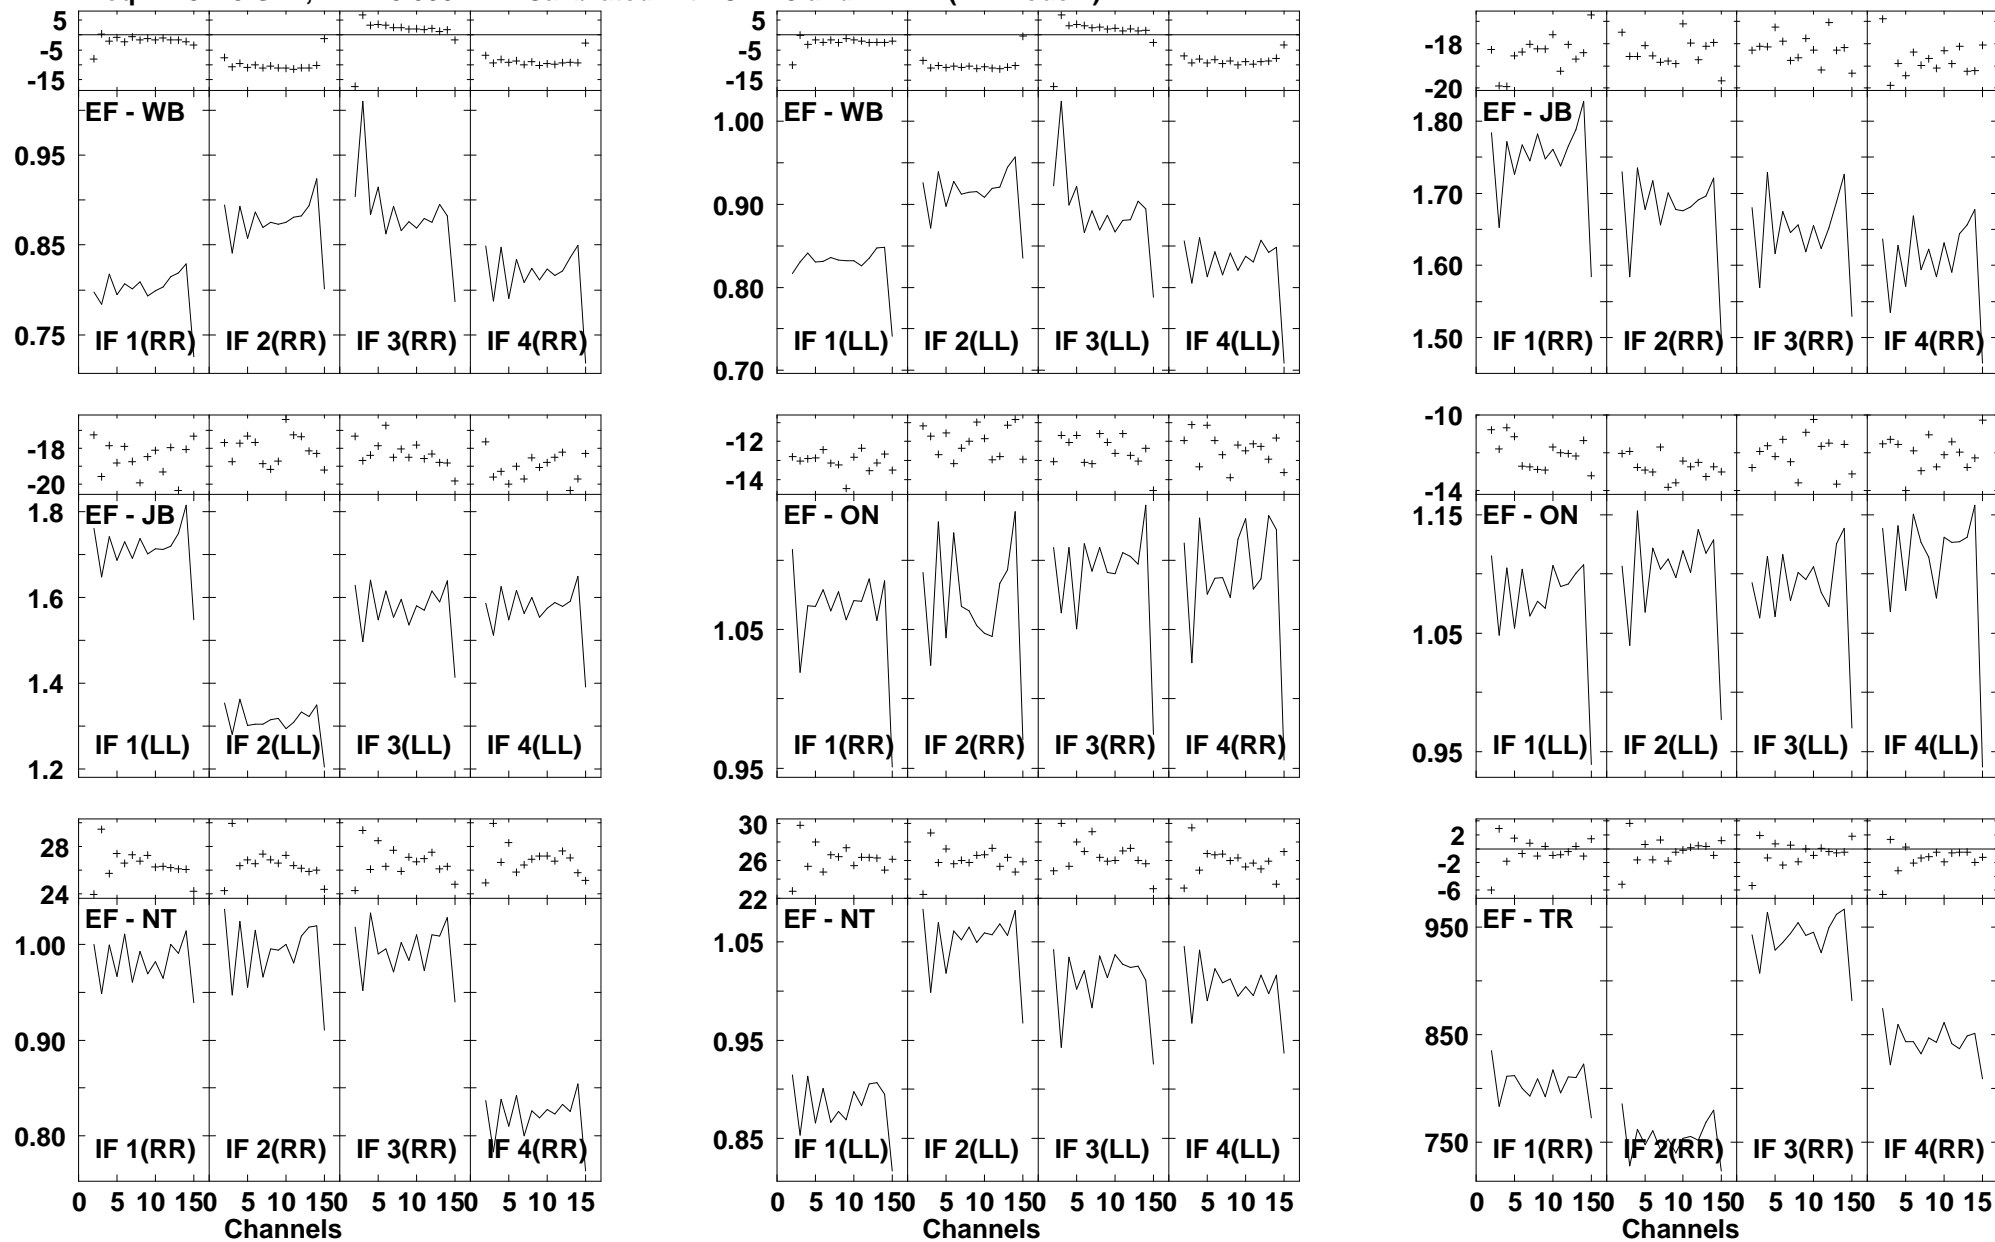 5
-5
-15
EF - WB
0.95
0.85
0.75
IF 1(RR) IF 2(RR) IF 3(RR) IF 4(RR)
5
-5
-15
EF - WB
1.00
0.90
0.80
0.70
IF 1(LL) IF 2(LL) IF 3(LL) IF 4(LL)
-18
-20
EF - JB
1.80
1.70
1.60
1.50
IF 1(RR) IF 2(RR) IF 3(RR) IF 4(RR)
-18
-20
EF - JB
1.8
1.6
1.4
1.2
IF 1(LL) IF 2(LL) IF 3(LL) IF 4(LL)
-12
-14
EF - ON
1.05
0.95
IF 1(RR) IF 2(RR) IF 3(RR) IF 4(RR)
-10
-14
EF - ON
1.15
1.05
0.95
IF 1(LL) IF 2(LL) IF 3(LL) IF 4(LL)
28
24
EF - NT
1.00
0.90
0.80
IF 1(RR) IF 2(RR) IF 3(RR) IF 4(RR)
0 5 10 150 5 10 150 5 10 150 5 10 15
Channels
30
26
22
EF - NT
1.05
0.95
0.85
IF 1(LL) IF 2(LL) IF 3(LL) IF 4(LL)
0 5 10 150 5 10 150 5 10 150 5 10 15
Channels
2
-2
-6
EF - TR
950
850
750
IF 1(RR) IF 2(RR) IF 3(RR) IF 4(RR)
0 5 10 150 5 10 150 5 10 150 5 10 15
Channels